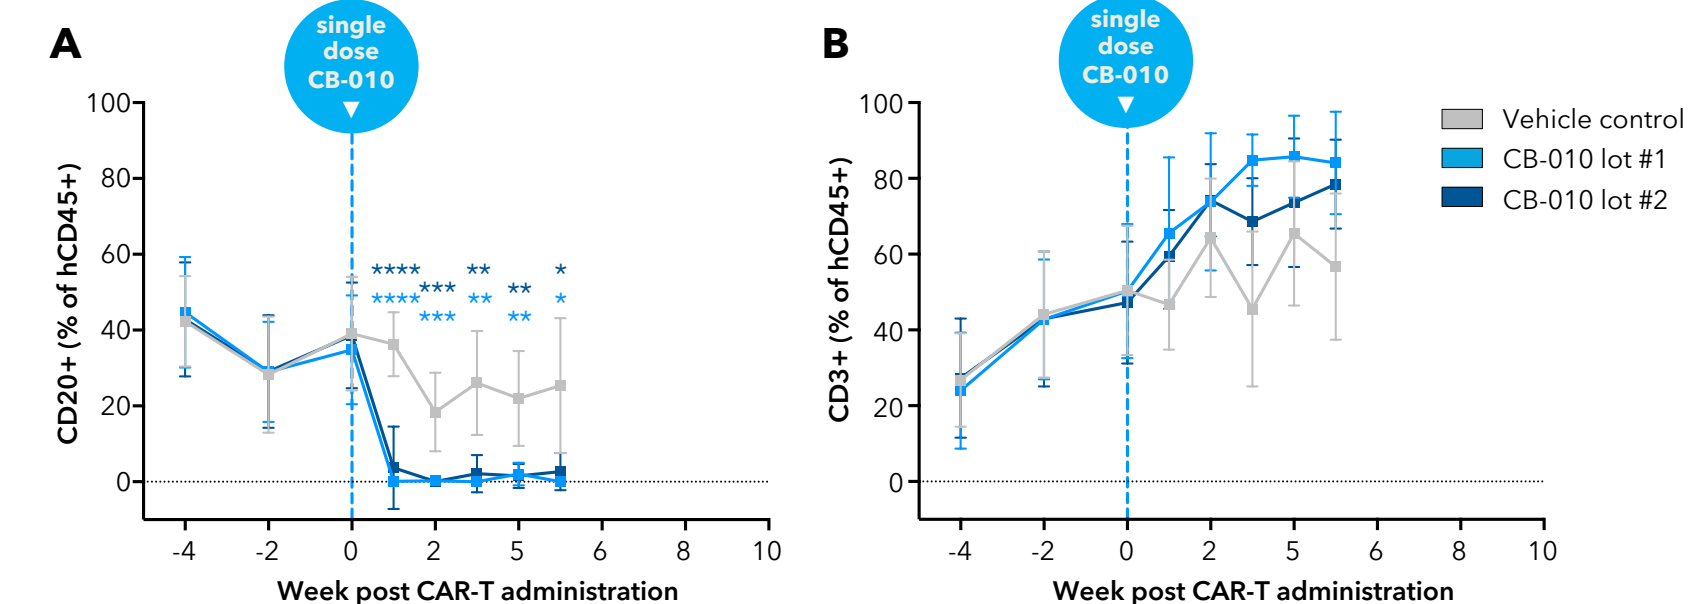 A
single
dose
CB-010
CD20+ (% of hCD45+)
100
80
60
40
20
0
**** *** ** ** *
**** *** ** ** *
-4 -2 0 2 5 6 8 10
Week post CAR-T administration
B
single
dose
CB-010
CD3+ (% of hCD45+)
100
80
60
40
20
0
-4 -2 0 2 5 6 8 10
Week post CAR-T administration
Vehicle control
CB-010 lot #1
CB-010 lot #2